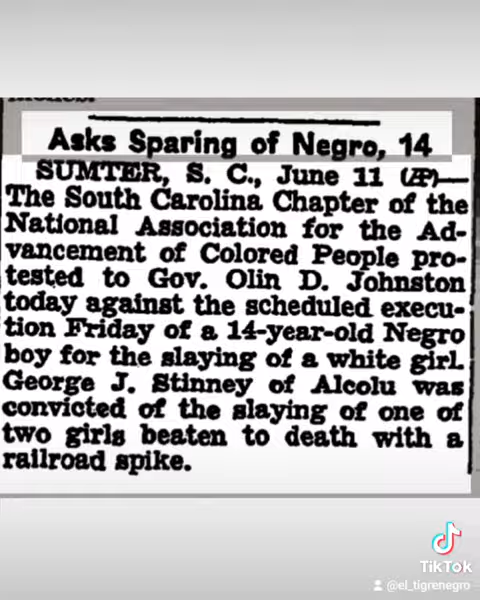 Asks Sparing of Negro, 14
SUMTER, S. C., June 11 (AP)—
The South Carolina Chapter of the
National Association for the Ad-
vancement of Colored People pro-
tested to Gov. Olin D. Johnston
today against the scheduled execu-
tion Friday of a 14-year-old Negro
boy for the slaying of a white girl.
George J. Stinney of Alcolu was
convicted of the slaying of one of
two girls beaten to death with a
railroad spike.
TikTok
@el_tigrenegro